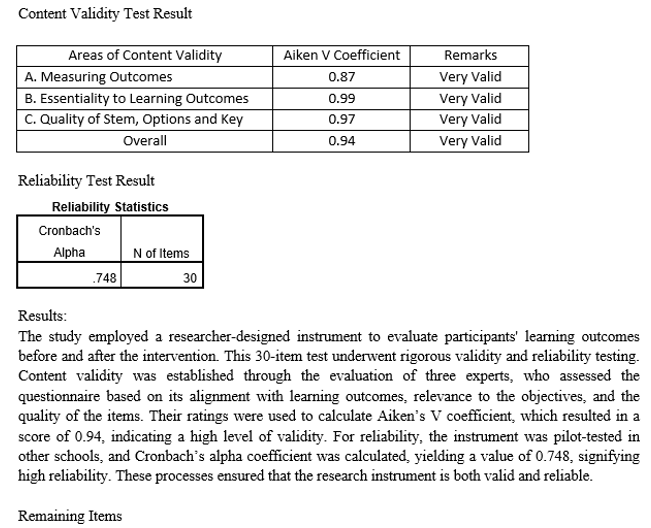 Content Validity Test Result
Areas of Content Validity Aiken V Coefficient Remarks
A. Measuring Outcomes 0.87 Very Valid
B. Essentiality to Learning Outcomes 0.99 Very Valid
C. Quality of Stem, Options and Key 0.97 Very Valid
Overall 0.94 Very Valid
Reliability Test Result
Reliability Statistics
Cronbach's
Alpha N of Items
.748 30
Results:
The study employed a researcher-designed instrument to evaluate participants' learning outcomes
before and after the intervention. This 30-item test underwent rigorous validity and reliability testing.
Content validity was established through the evaluation of three experts, who assessed the
questionnaire based on its alignment with learning outcomes, relevance to the objectives, and the
quality of the items. Their ratings were used to calculate Aiken’s V coefficient, which resulted in a
score of 0.94, indicating a high level of validity. For reliability, the instrument was pilot-tested in
other schools, and Cronbach’s alpha coefficient was calculated, yielding a value of 0.748, signifying
high reliability. These processes ensured that the research instrument is both valid and reliable.
Remaining Items